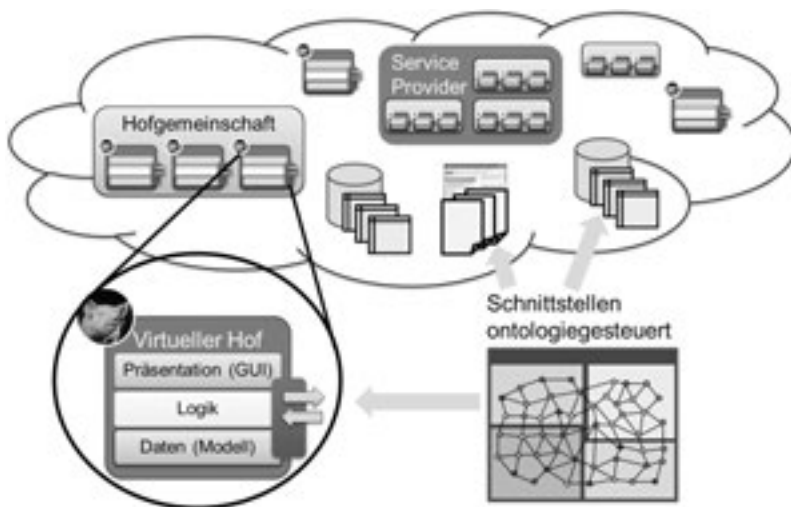 Service
Provider
Hofgemeinschaft
Schnittstellen
ontologiegesteuert
Virtueller Hof
Präsentation (GUI)
Logik
Daten (Modell)